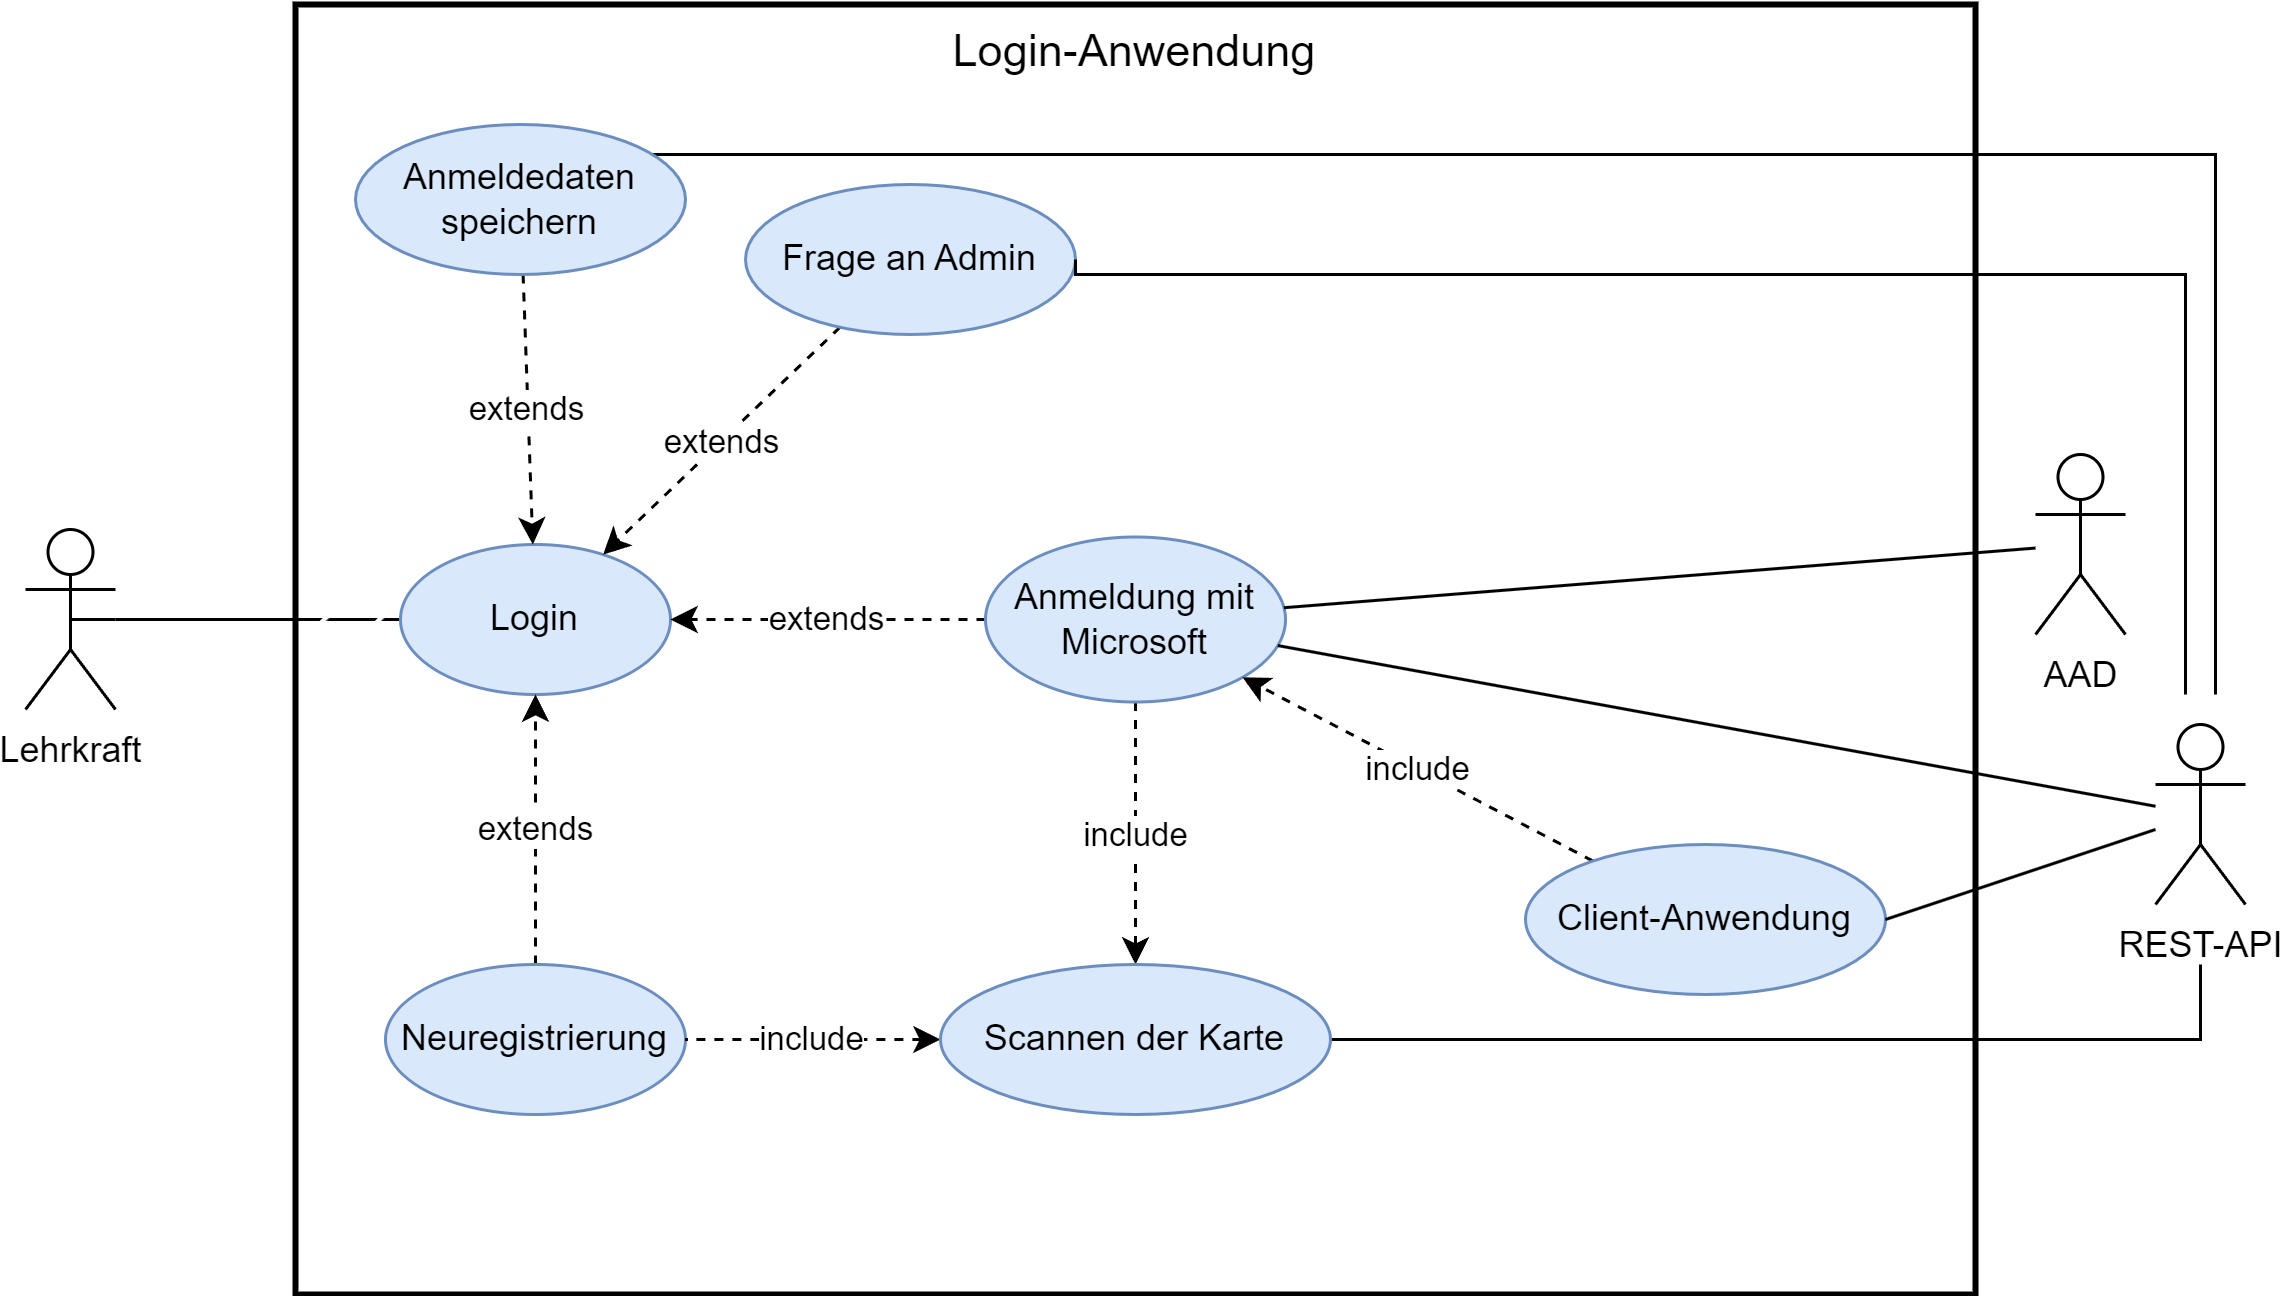 Login-Anwendung
Anmeldedaten
speichern
Frage an Admin
extends
extends
Login
extends
Anmeldung mit
Microsoft
AAD
Lehrkraft
include
extends
include
Client-Anwendung
REST-API
Neuregistrierung
include
Scannen der Karte